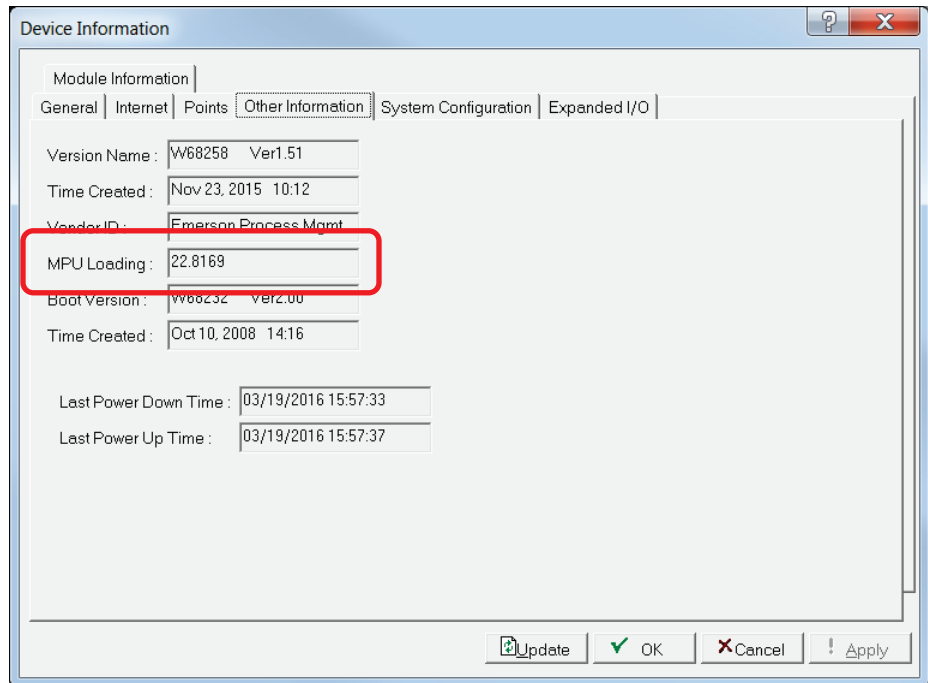 Device Information
Module Information
General Internet Points Other Information System Configuration Expanded I/O
Version Name : W68258 Ver1.51
Time Created : Nov 23, 2015 10:12
Vendor ID : Emerson Process Mgmt
MPU Loading : 22.8169
Boot Version : W68232 Ver2.00
Time Created : Oct 10, 2008 14:16
Last Power Down Time : 03/19/2016 15:57:33
Last Power Up Time : 03/19/2016 15:57:37
Update OK Cancel ! Apply